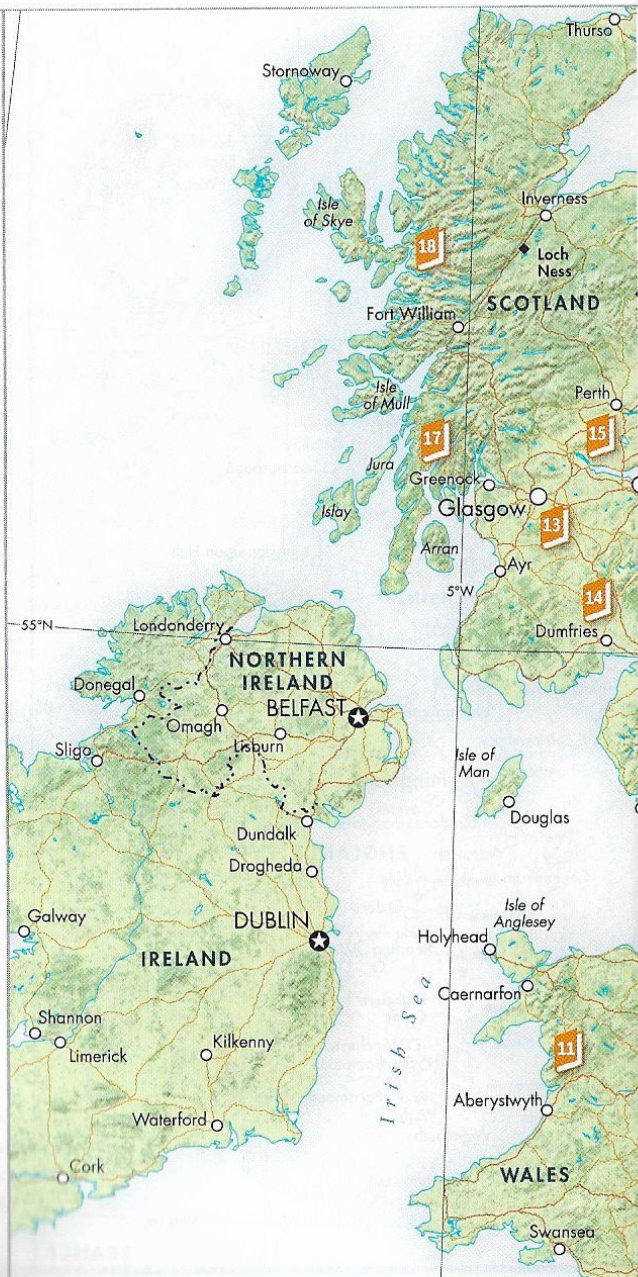 Thurso
Stornoway
Isle
of Skye
Inverness
18
Loch
Ness
SCOTLAND
Fort William
Isle
of Mull
Perth
17
15
Jura
Greenock
Glasgow
Islay
13
Arran
Ayr
5°W
14
55°N
Londonderry
Dumfries
NORTHERN
IRELAND
Donegal
BELFAST
Omagh
Lisburn
Sligo
Isle of
Man
Douglas
Dundalk
Drogheda
Galway
DUBLIN
Isle of
Anglesey
Holyhead
IRELAND
Caernarfon
Irish Sea
Shannon
Limerick
Kilkenny
11
Waterford
Aberystwyth
Cork
WALES
Swansea